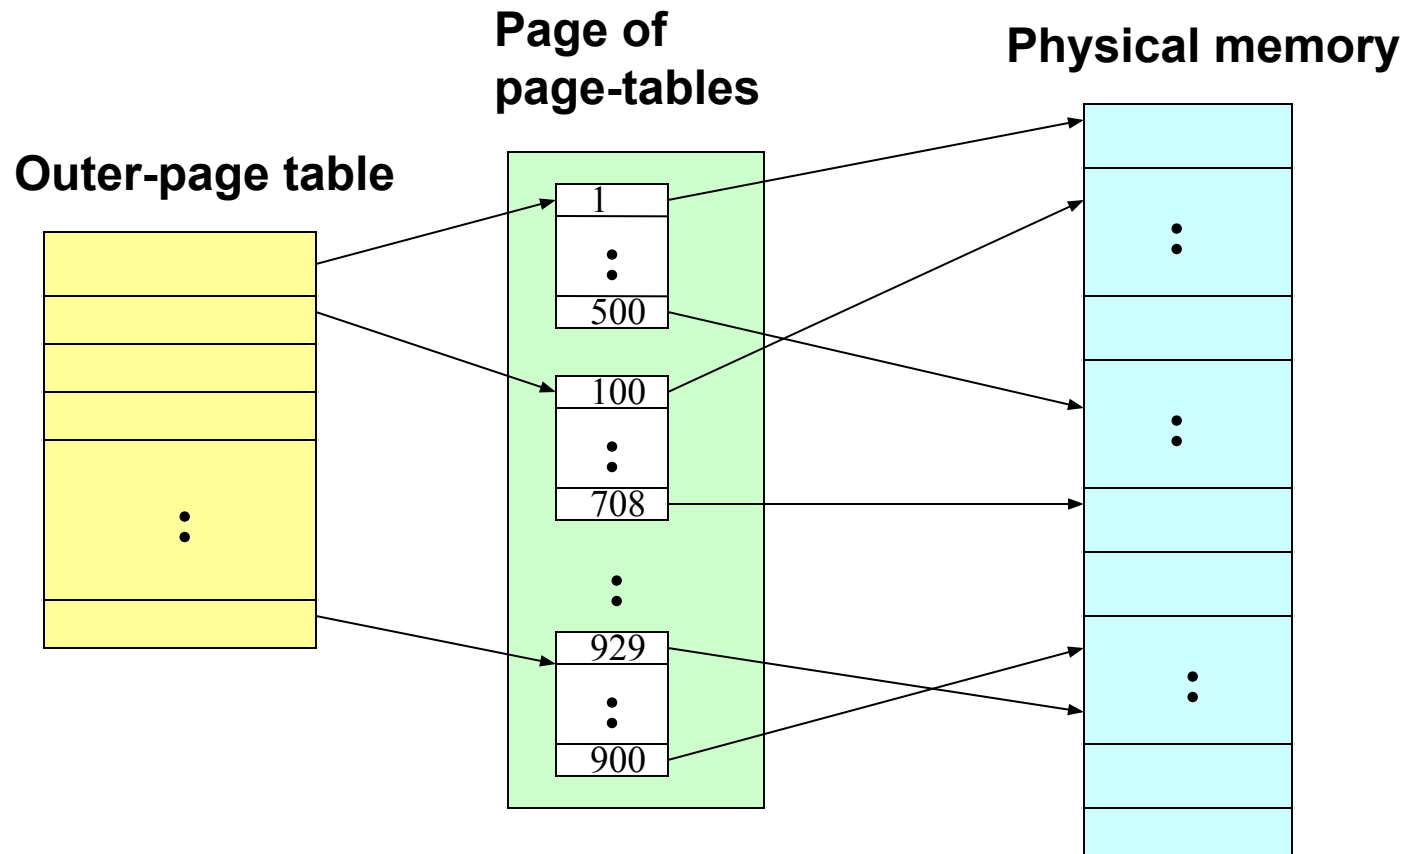 Page of
page-tables
Physical memory
Outer-page table
1
500
100
708
929
900